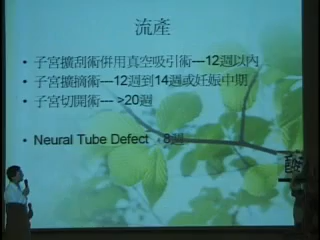 流產
• 子宮擴刮術併用真空吸引術---12週以內
• 子宮擴摘術---12週到14週或妊娠中期
• 子宮切開術--- >20週
• Neural Tube Defect , 8週